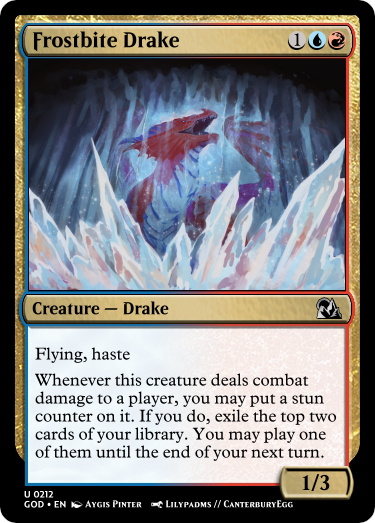 Frostbite Drake
1
Creature — Drake
Flying, haste
Whenever this creature deals combat
damage to a player, you may put a stun
counter on it. If you do, exile the top two
cards of your library. You may play one
of them until the end of your next turn.
1/3
U 0212
GOD • EN Aygis Pinter Lilypadms // CanterburyEgg